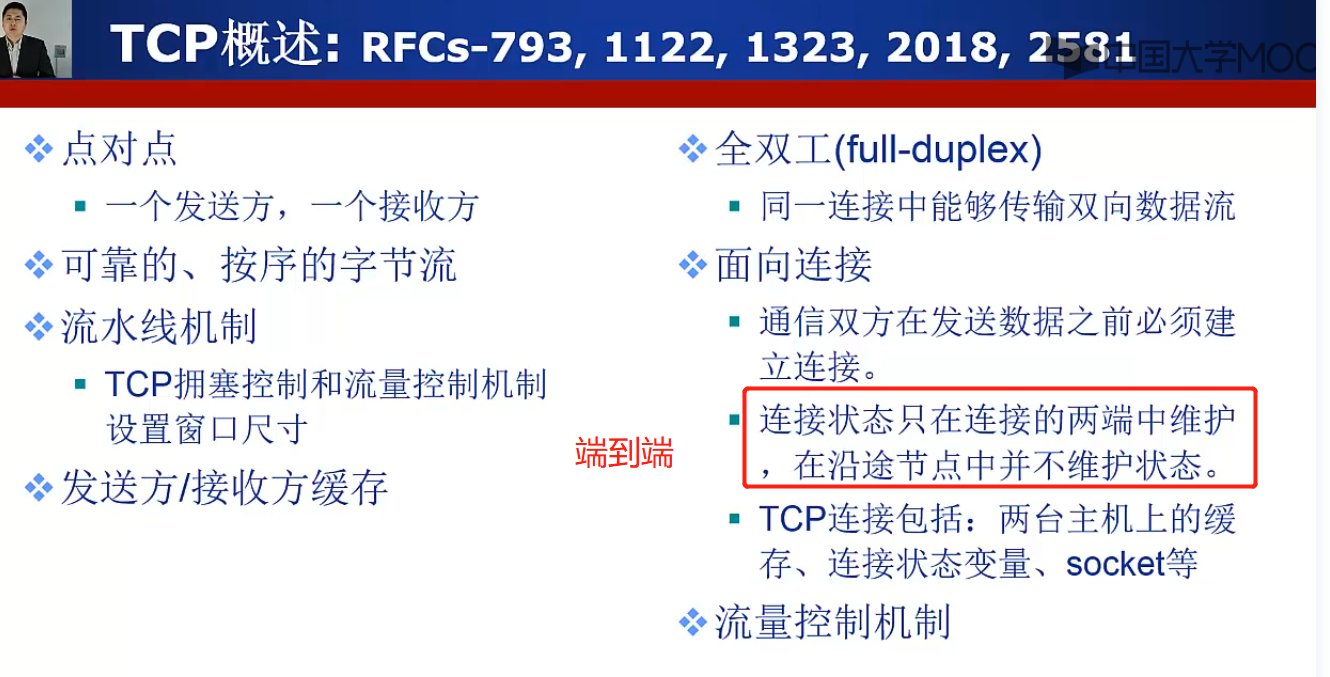 TCP概述: RFCs-793, 1122, 1323, 2018, 2581
中国大学MOO
点对点
一个发送方，一个接收方
可靠的、按序的字节流
流水线机制
TCP拥塞控制和流量控制机制
设置窗口尺寸
发送方/接收方缓存
端到端
全双工(full-duplex)
同一连接中能够传输双向数据流
面向连接
通信双方在发送数据之前必须建
立连接。
连接状态只在连接的两端中维护
，在沿途节点中并不维护状态。
TCP连接包括：两台主机上的缓
存、连接状态变量、socket等
流量控制机制